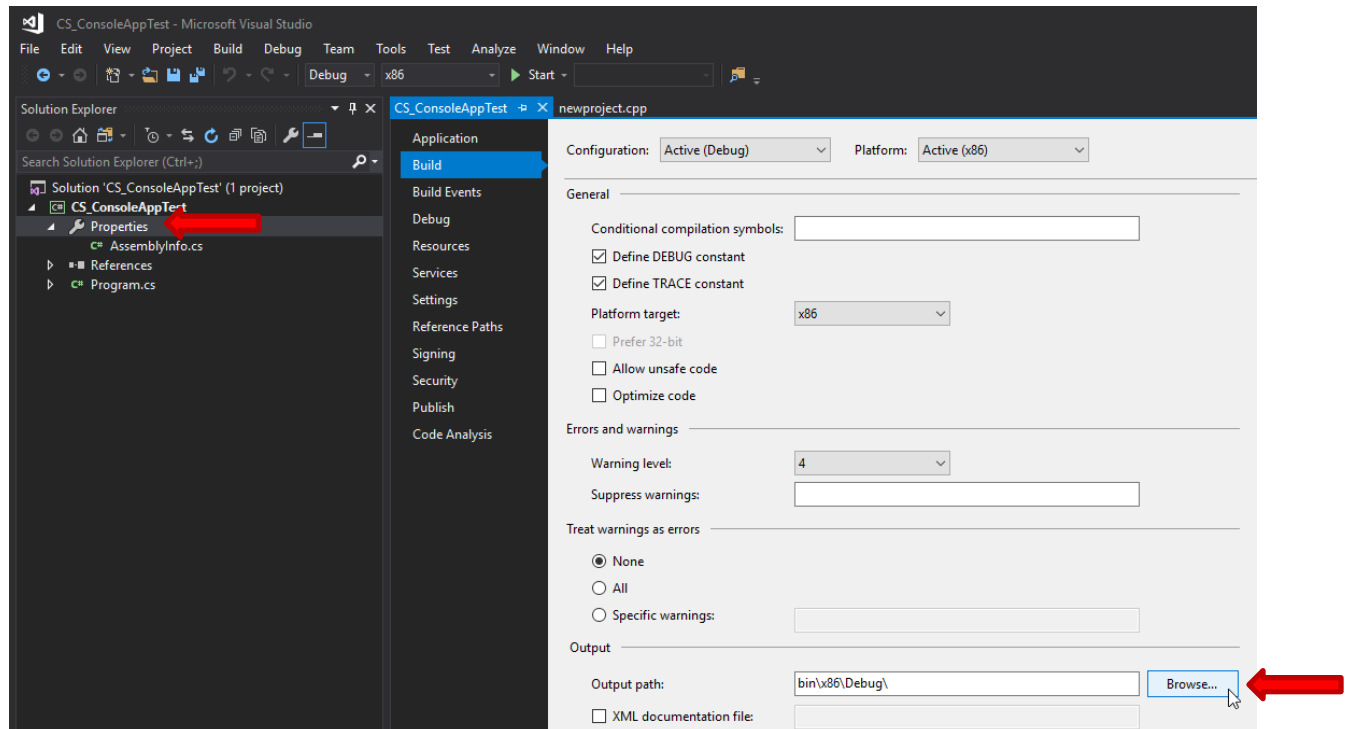 CS_ConsoleAppTest - Microsoft Visual Studio
File Edit View Project Build Debug Team Tools Test Analyze Window Help
Debug x86 Start
Solution Explorer
Search Solution Explorer (Ctrl+;)
Solution 'CS_ConsoleAppTest' (1 project)
C# CS_ConsoleAppTest
Properties
C# AssemblyInfo.cs
References
C# Program.cs
CS_ConsoleAppTest newproject.cpp
Application
Build
Build Events
Debug
Resources
Services
Settings
Reference Paths
Signing
Security
Publish
Code Analysis
Configuration: Active (Debug) Platform: Active (x86)
General
Conditional compilation symbols:
Define DEBUG constant
Define TRACE constant
Platform target: x86
Prefer 32-bit
Allow unsafe code
Optimize code
Errors and warnings
Warning level: 4
Suppress warnings:
Treat warnings as errors
None
All
Specific warnings:
Output
Output path: bin\x86\Debug\ Browse...
XML documentation file: